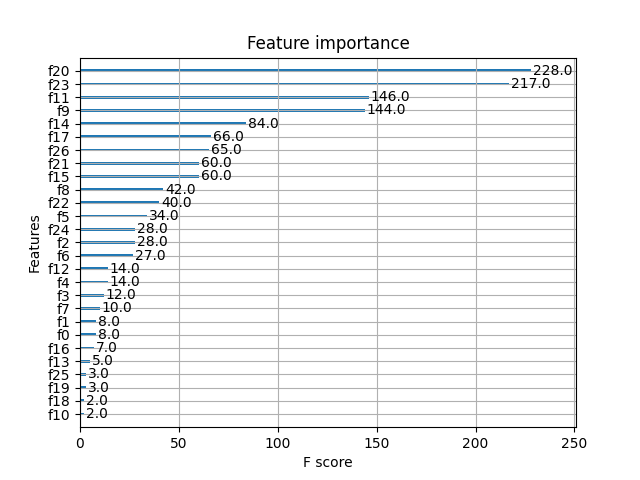 Feature importance
f20 228.0
f23 217.0
f11 146.0
f9 144.0
f14 84.0
f17 66.0
f26 65.0
f21 60.0
f15 60.0
f8 42.0
f22 40.0
f5 34.0
f24 28.0
f2 28.0
f6 27.0
f12 14.0
f4 14.0
f3 12.0
f7 10.0
f1 8.0
f0 8.0
f16 7.0
f13 5.0
f25 3.0
f19 3.0
f18 2.0
f10 2.0
Features
0 50 100 150 200 250
F score